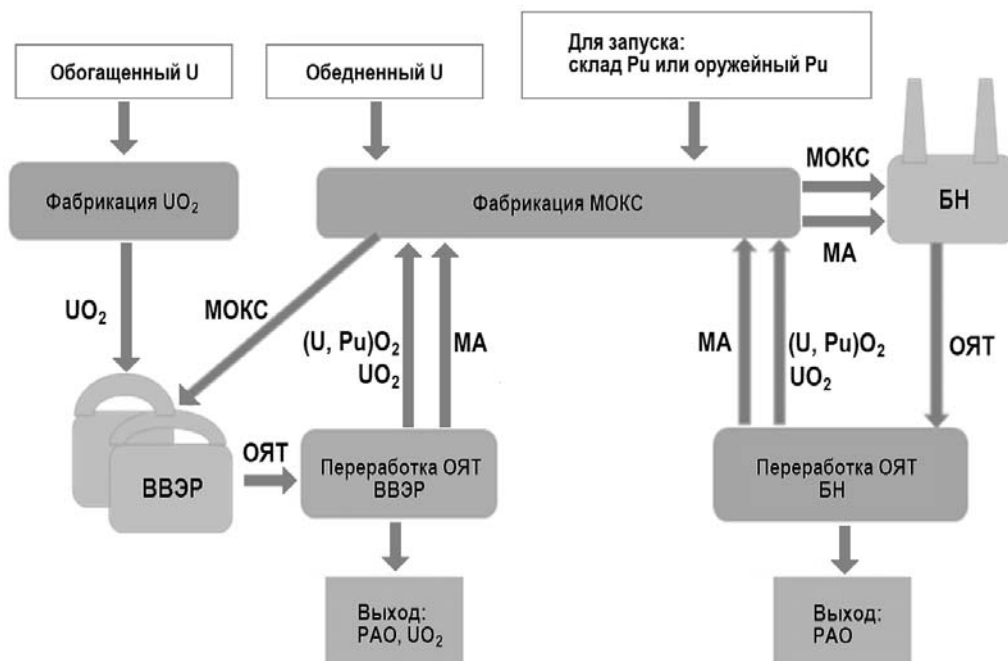 Обогащенный U
Обедненный U
Для запуска:
склад Pu или оружейный Pu
Фабрикация UO₂
Фабрикация МОКС
МОКС
МА
БН
UO₂
МОКС
(U, Pu)O₂
UO₂
МА
МА
(U, Pu)O₂
UO₂
ОЯТ
ВВЭР
ОЯТ
Переработка ОЯТ
ВВЭР
Переработка ОЯТ
БН
Выход:
РАО, UO₂
Выход:
РАО